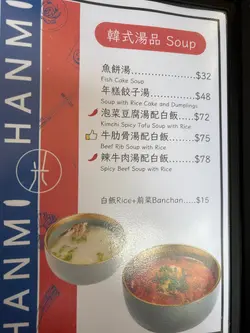 HANMI HANMI
韓式湯品 Soup
魚餅湯 $32
Fish Cake Soup
年糕餃子湯 $48
Soup with Rice Cake and Dumplings
泡菜豆腐湯配白飯 $72
Kimchi Spicy Tofu Soup with Rice
牛肋骨湯配白飯 $75
Beef Rib Soup with Rice
辣牛肉湯配白飯 $78
Spicy Beef Soup with Rice
白飯Rice+前菜Banchan $15